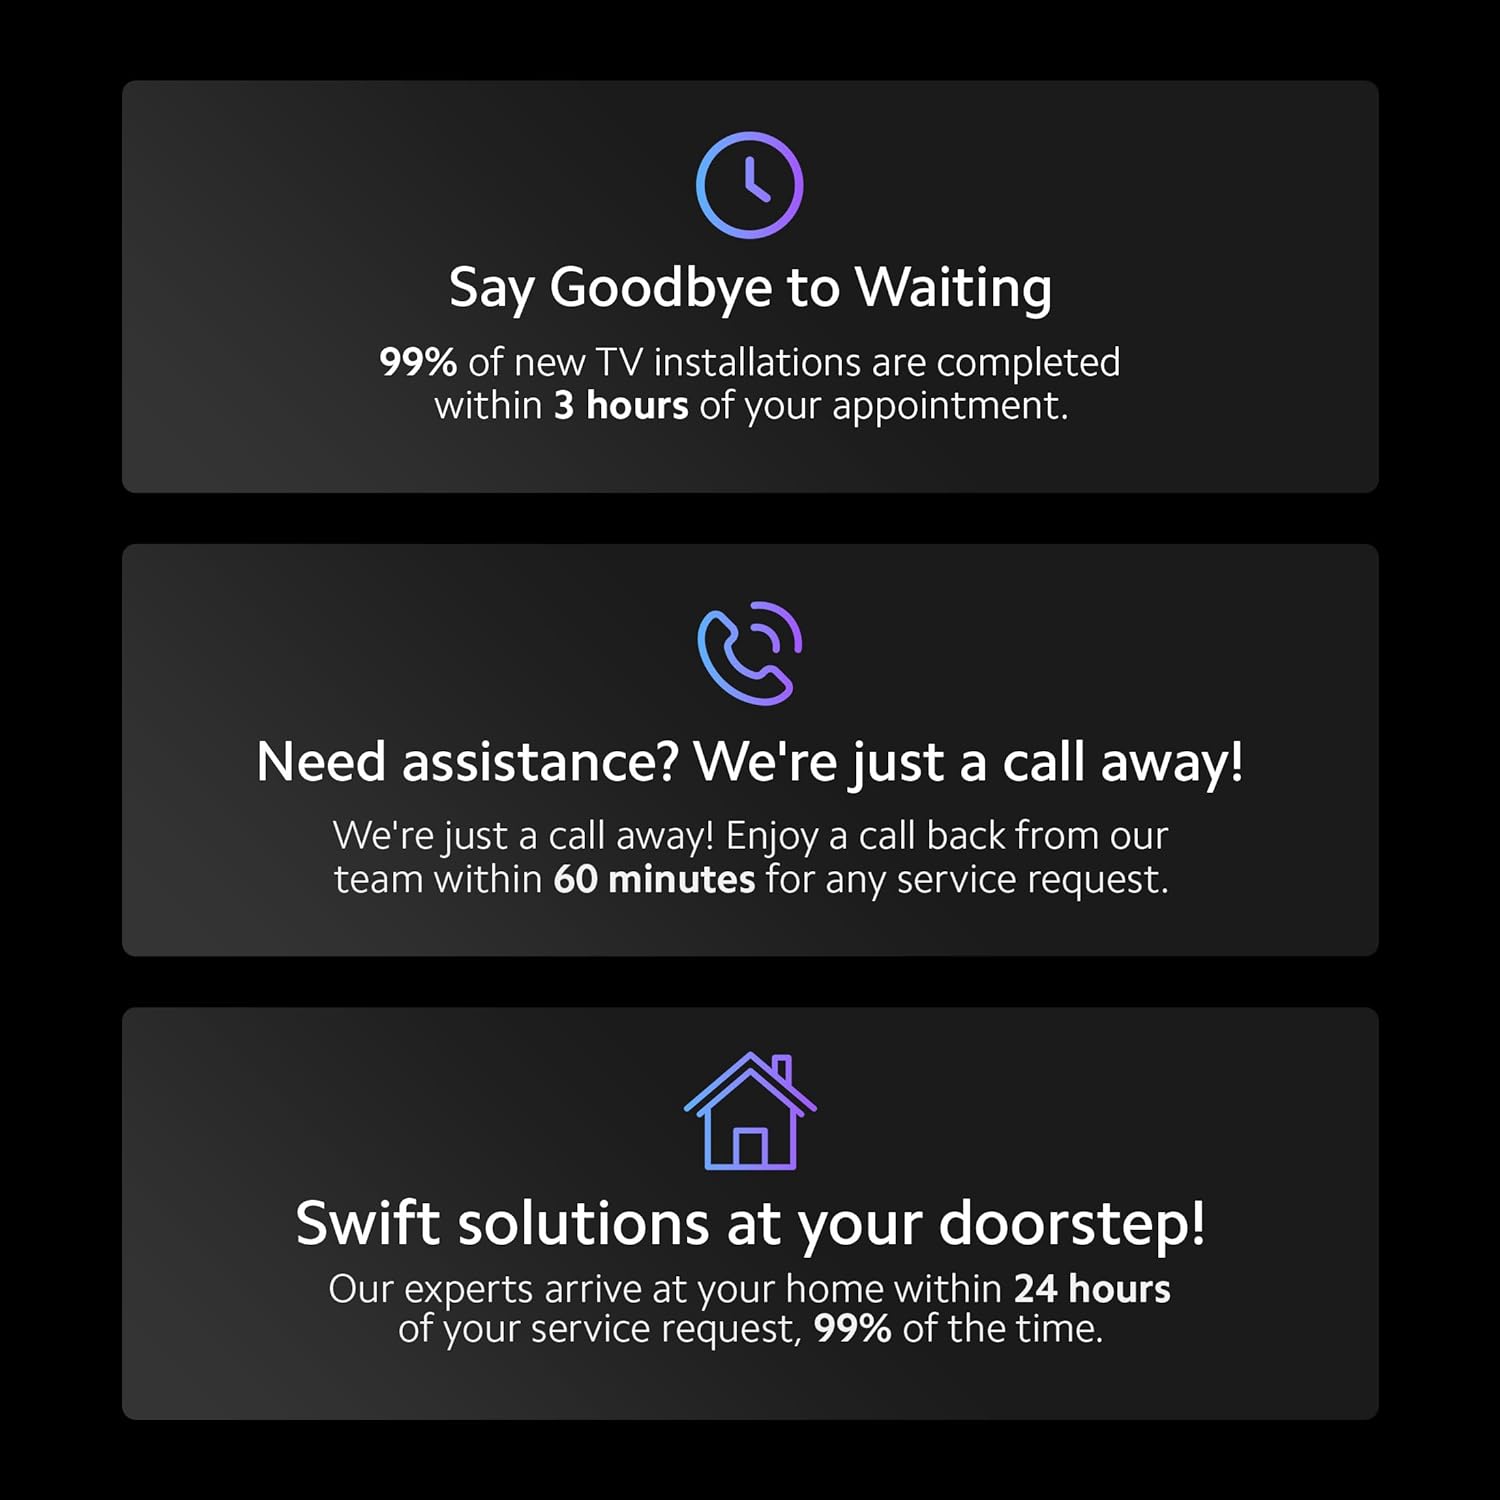 Say Goodbye to Waiting
99% of new TV installations are completed
within 3 hours of your appointment.
Need assistance? We're just a call away!
We're just a call away! Enjoy a call back from our
team within 60 minutes for any service request.
Swift solutions at your doorstep!
Our experts arrive at your home within 24 hours
of your service request, 99% of the time.